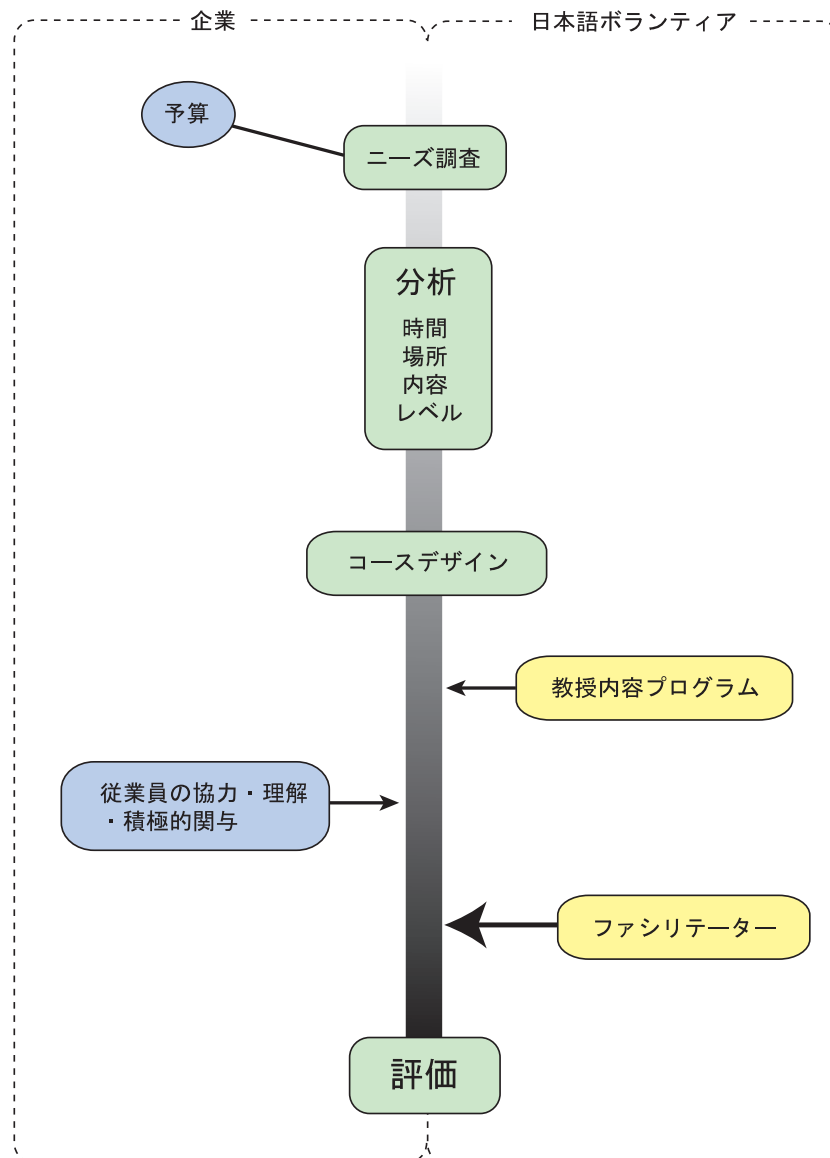 企業
日本語ボランティア
予算
ニーズ調査
分析
時間
場所
内容
レベル
コースデザイン
教授内容プログラム
従業員の協力・理解
・積極的関与
ファシリテーター
評価